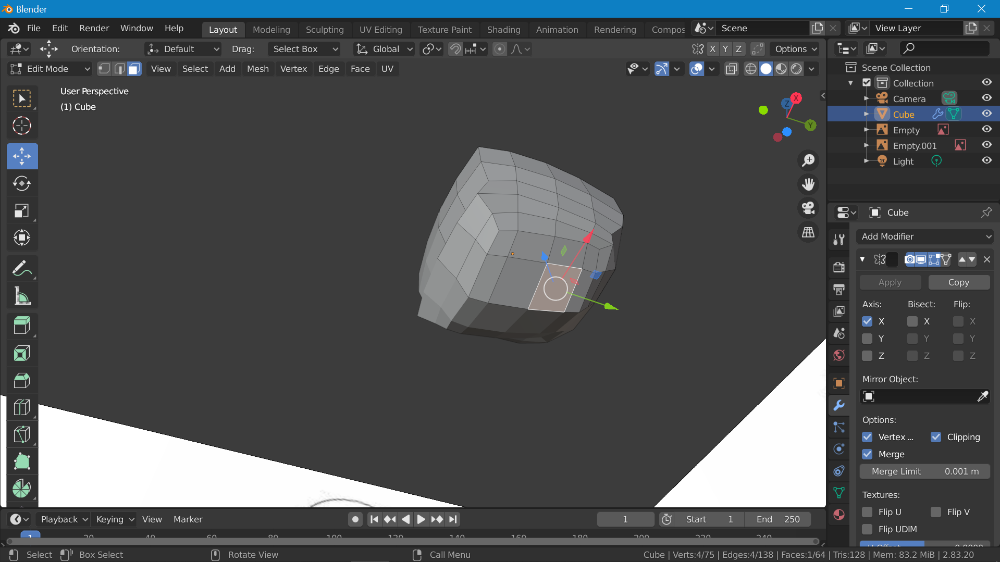 Blender
File Edit Render Window Help Layout Modeling Sculpting UV Editing Texture Paint Shading Animation Rendering Compos Scene View Layer
Orientation: Default Drag: Select Box Global X Y Z Options
Edit Mode View Select Add Mesh Vertex Edge Face UV
User Perspective
(1) Cube
X
Z
Y
Scene Collection
Collection
Camera
Cube
Empty
Empty.001
Light
Cube
Add Modifier
Apply Copy
Axis: Bisect: Flip:
X X X
Y Y Y
Z Z Z
Mirror Object:
Options:
Vertex ... Clipping
Merge
Merge Limit 0.001 m
Textures:
Flip U Flip V
Flip UDIM
U Offset 0.0000
Playback Keying View Marker 1 Start 1 End 250
1 20 40 60 80 100 120 140 160 180 200 220 240
Select Box Select Rotate View Call Menu Cube | Verts:4/75 | Edges:4/138 | Faces:1/64 | Tris:128 | Mem: 83.2 MiB | 2.83.20